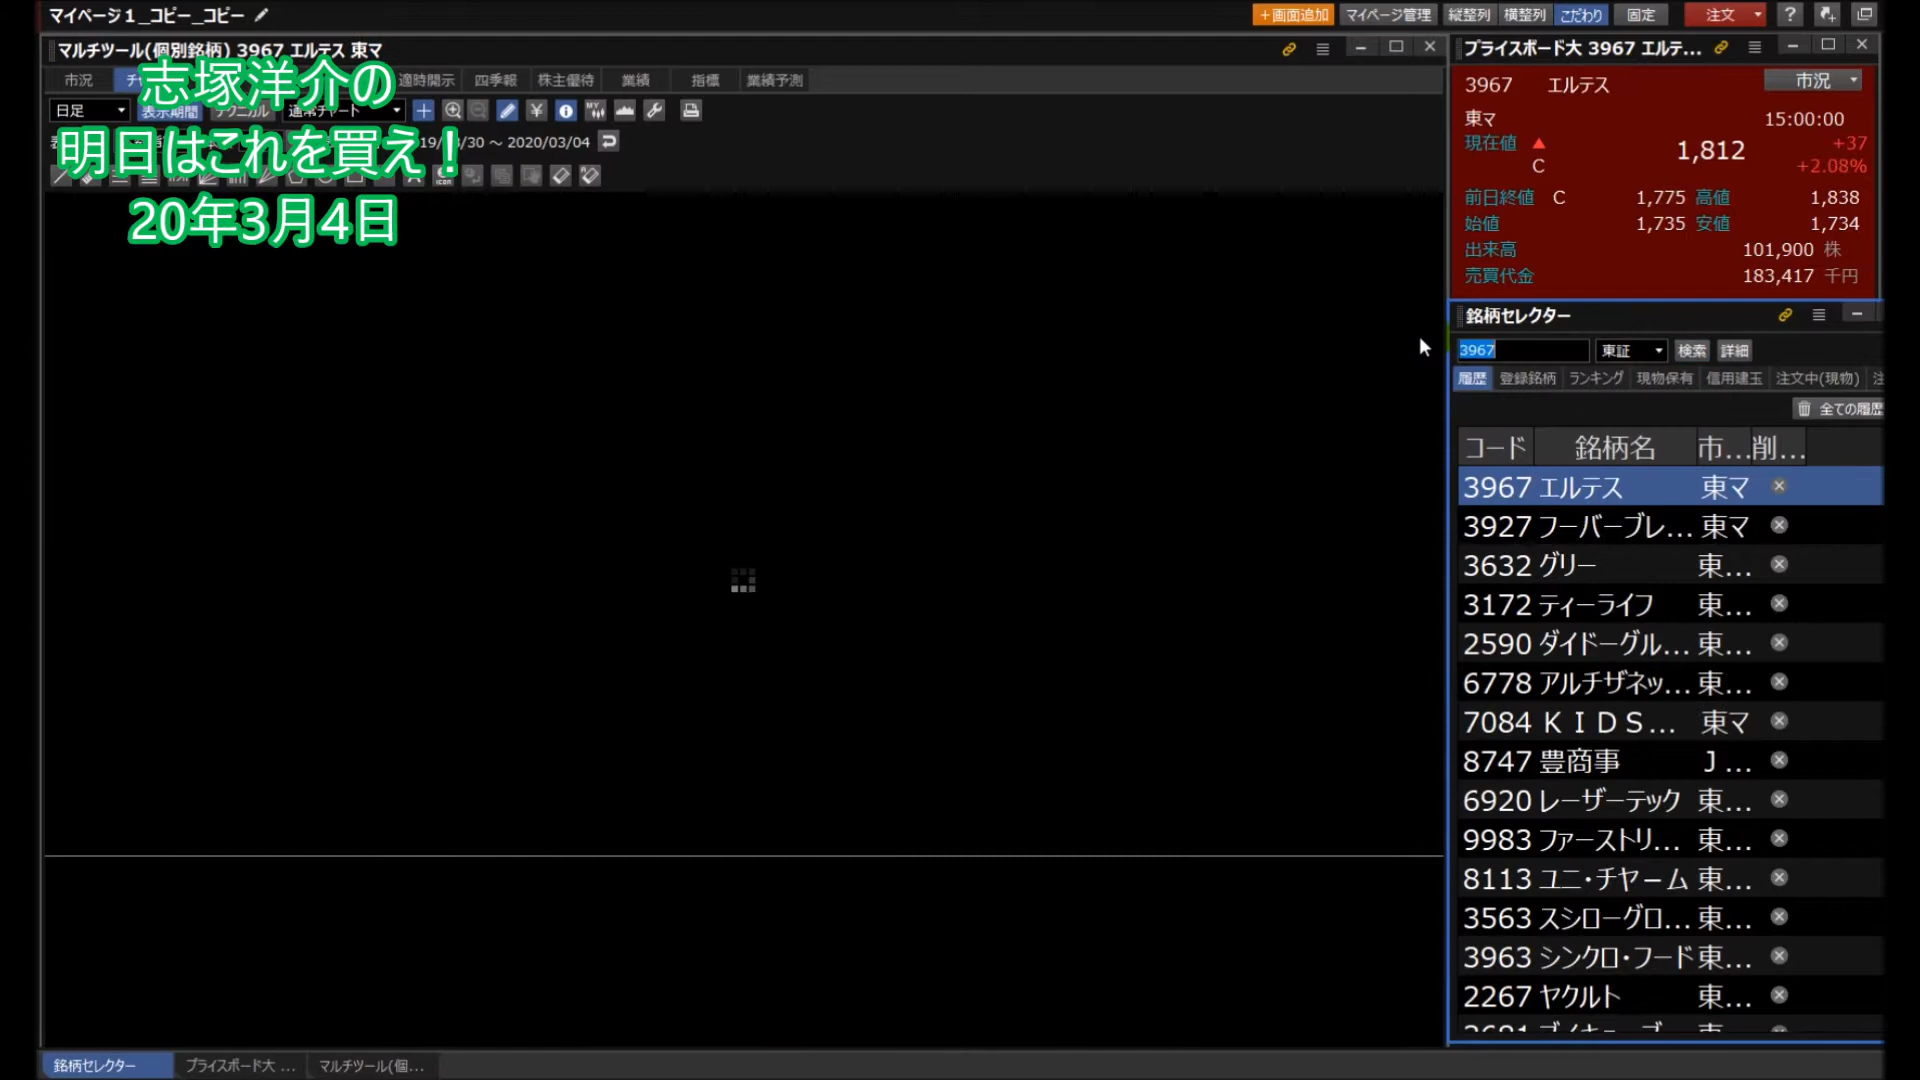 マイページ１_コピー_コピー
＋画面追加 マイページ管理 縦整列 横整列 こだわり 固定 注文 ?
マルチツール(個別銘柄) 3967 エルテス 東マ
市況 適時開示 四季報 株主優待 業績 指標 業績予測
志塚洋介の
明日はこれを買え！
20年3月4日
日足 表示期間 テクニカル 通常チャート
30 ～ 2020/03/04
プライスボード大 3967 エルテ...
3967 エルテス 市況
東マ 15:00:00
現在値 ▲ 1,812 +37
C +2.08%
前日終値 C 1,775 高値 1,838
始値 1,735 安値 1,734
出来高 101,900 株
売買代金 183,417 千円
銘柄セレクター
3967 東証 検索 詳細
履歴 登録銘柄 ランキング 現物保有 信用建玉 注文中(現物) 注
全ての履歴
コード 銘柄名 市... 削...
3967 エルテス 東マ
3927 フーバーブレ... 東マ
3632 グリー 東...
3172 ティーライフ 東...
2590 ダイドーグル... 東...
6778 アルチザネッ... 東...
7084 ＫＩＤＳ... 東マ
8747 豊商事 Ｊ...
6920 レーザーテック 東...
9983 ファーストリ... 東...
8113 ユニ・チャーム 東...
3563 スシローグロ... 東...
3963 シンクロ・フード 東...
2267 ヤクルト 東...
銘柄セレクター プライスボード大 ... マルチツール(個...